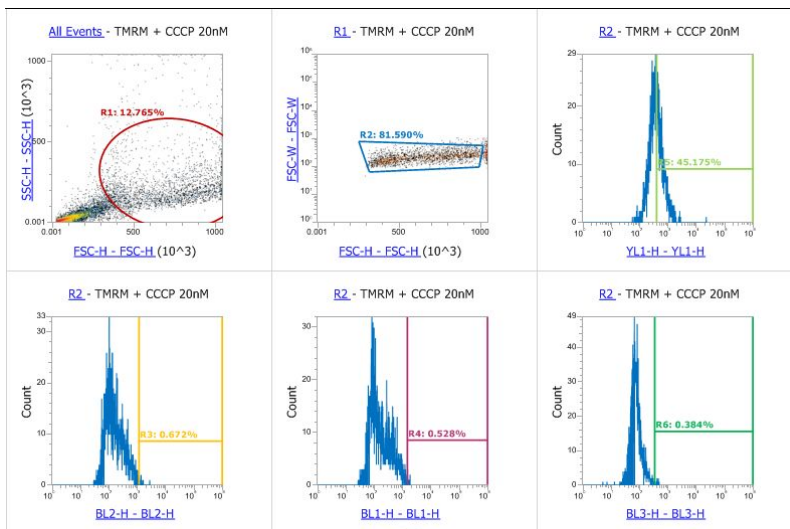 All Events - TMRM + CCCP 20nM
1000
500
0.001
SSC-H - SSC-H (10^3)
R1: 12.765%
0.001
500
1000
FSC-H - FSC-H (10^3)
R1 - TMRM + CCCP 20nM
FSC-W - FSC-W
R2: 81.590%
0.001
500
1000
FSC-H - FSC-H (10^3)
R2 - TMRM + CCCP 20nM
29
20
10
0
Count
R5: 45.175%
YL1-H - YL1-H
R2 - TMRM + CCCP 20nM
33
20
10
0
Count
R3: 0.672%
BL2-H - BL2-H
R2 - TMRM + CCCP 20nM
32
20
10
0
Count
R4: 0.528%
BL1-H - BL1-H
R2 - TMRM + CCCP 20nM
49
40
30
20
10
0
Count
R6: 0.384%
BL3-H - BL3-H